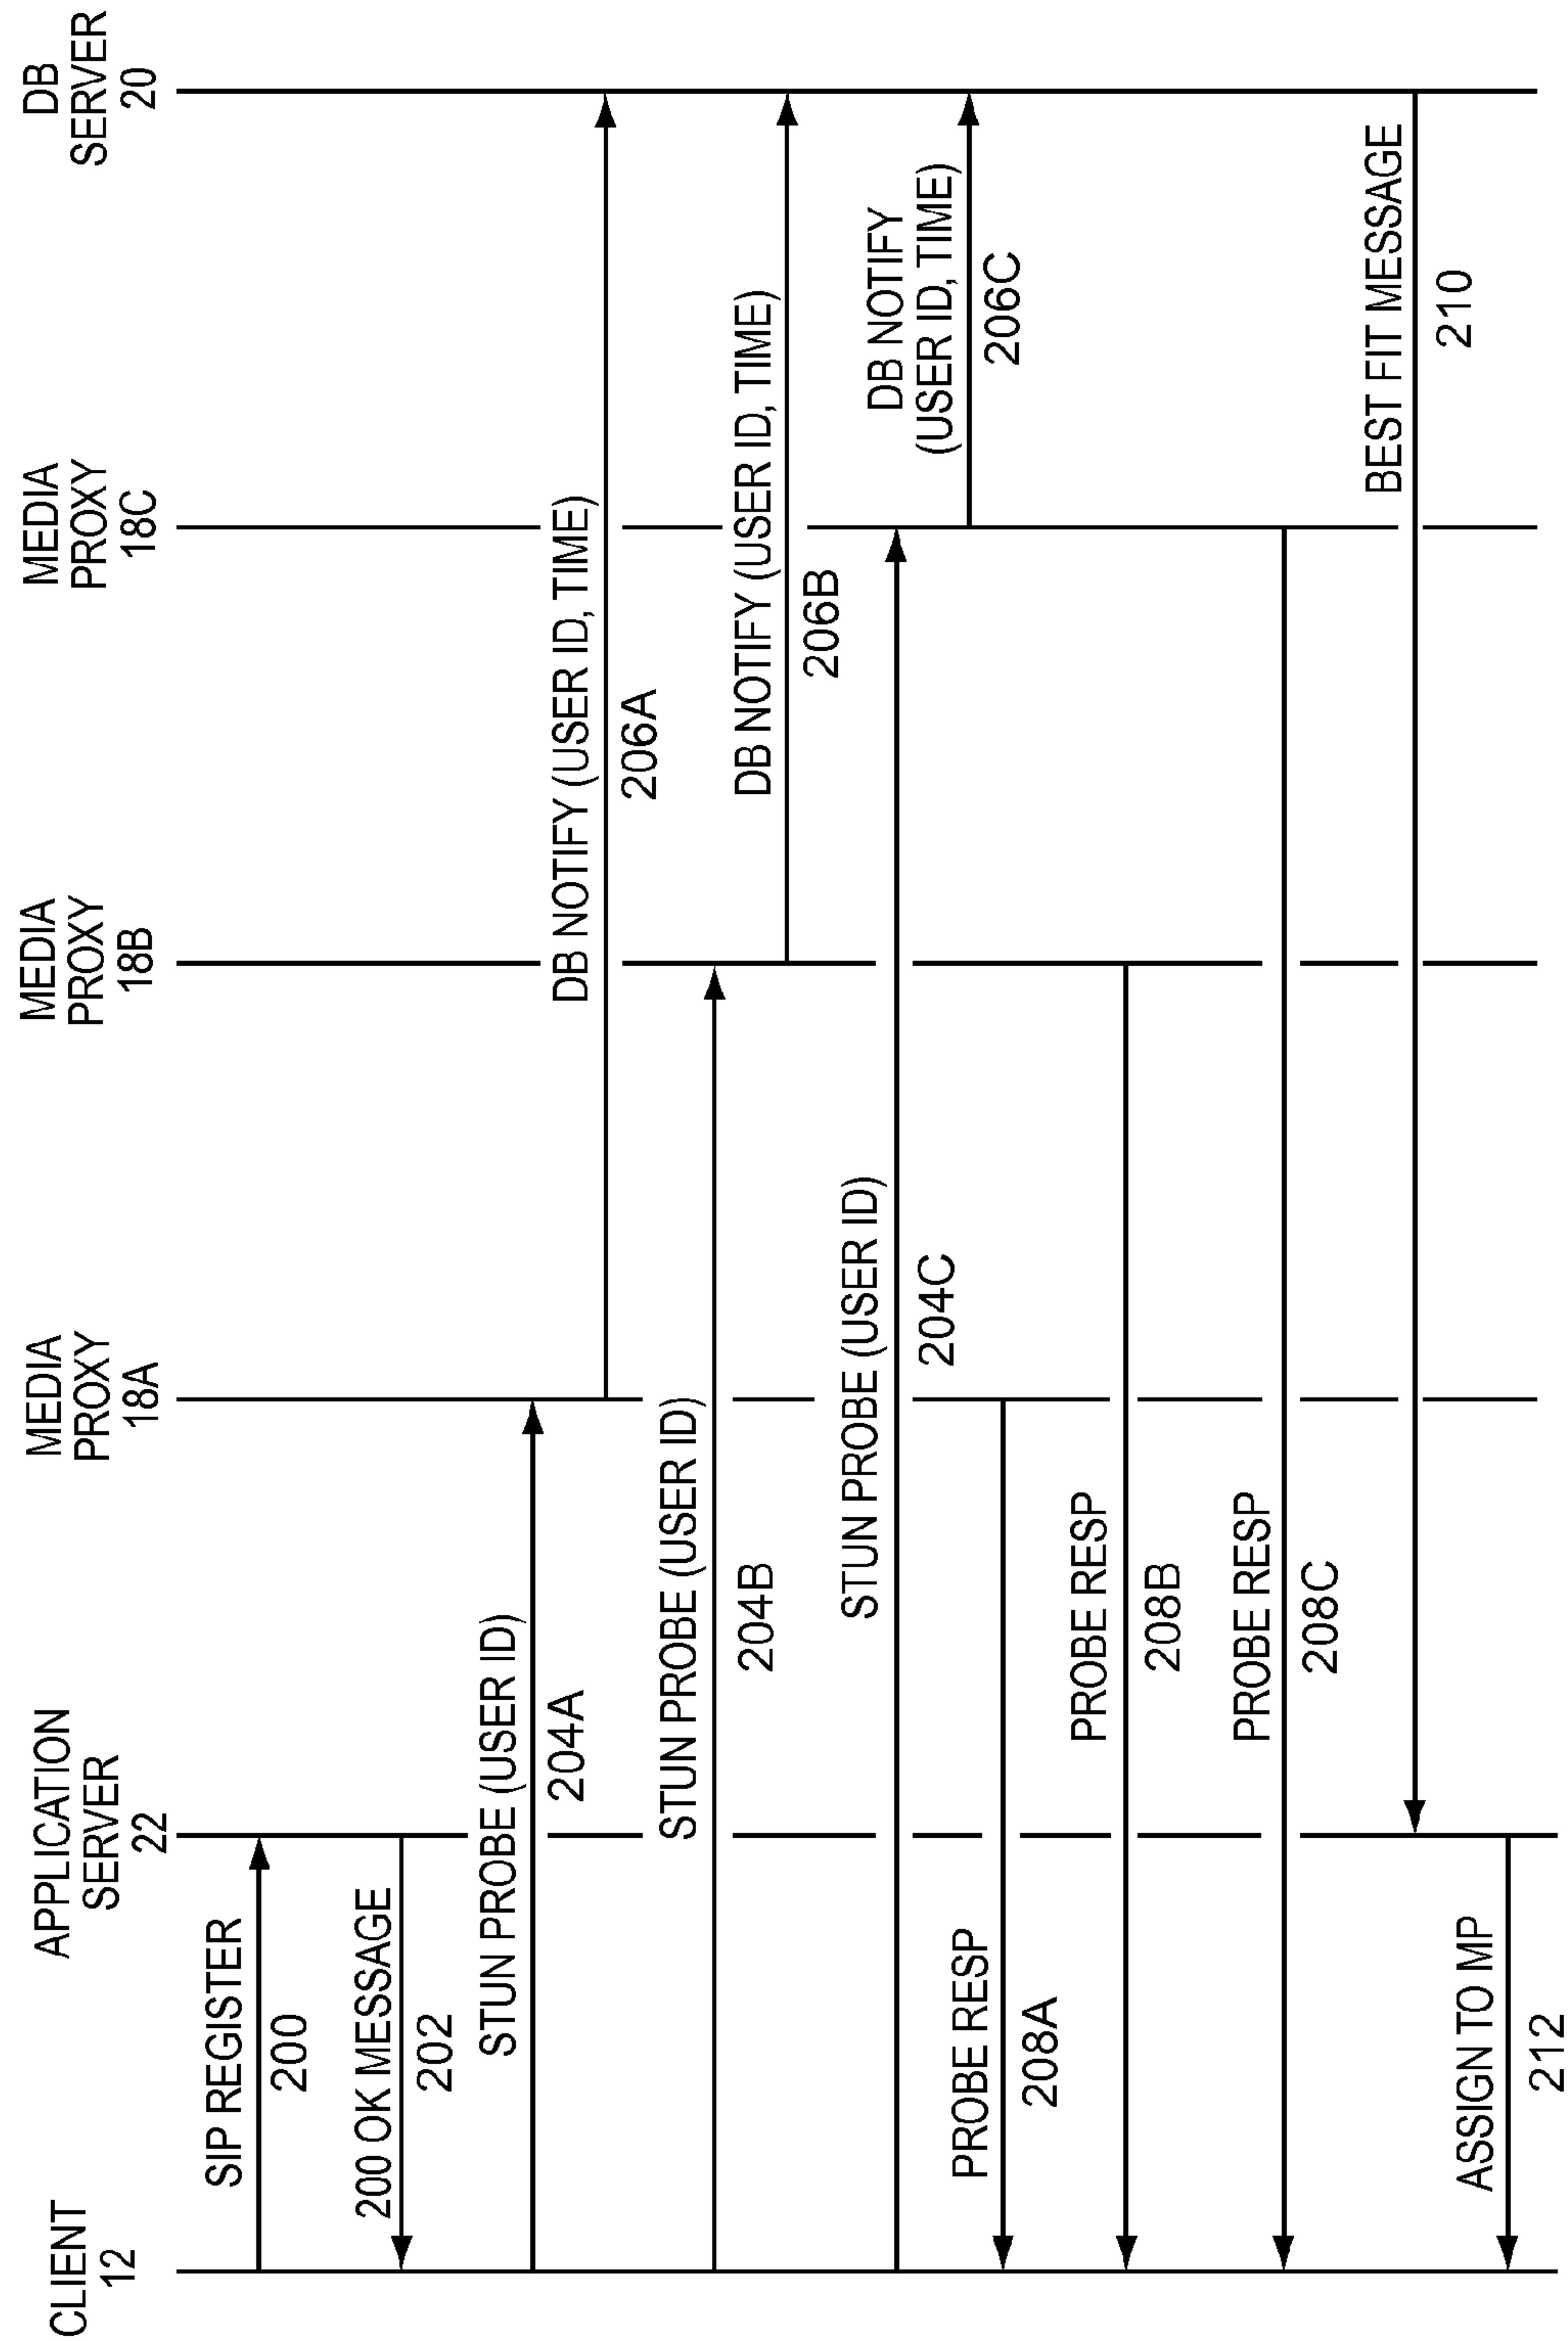 CLIENT
12
APPLICATION
SERVER
22
MEDIA
PROXY
18A
MEDIA
PROXY
18B
MEDIA
PROXY
18C
DB
SERVER
20
SIP REGISTER
200
200 OK MESSAGE
202
STUN PROBE (USER ID)
204A
DB NOTIFY (USER ID, TIME)
206A
STUN PROBE (USER ID)
204B
DB NOTIFY (USER ID, TIME)
206B
STUN PROBE (USER ID)
204C
DB NOTIFY
(USER ID, TIME)
206C
PROBE RESP
208A
PROBE RESP
208B
PROBE RESP
208C
BEST FIT MESSAGE
210
ASSIGN TO MP
212